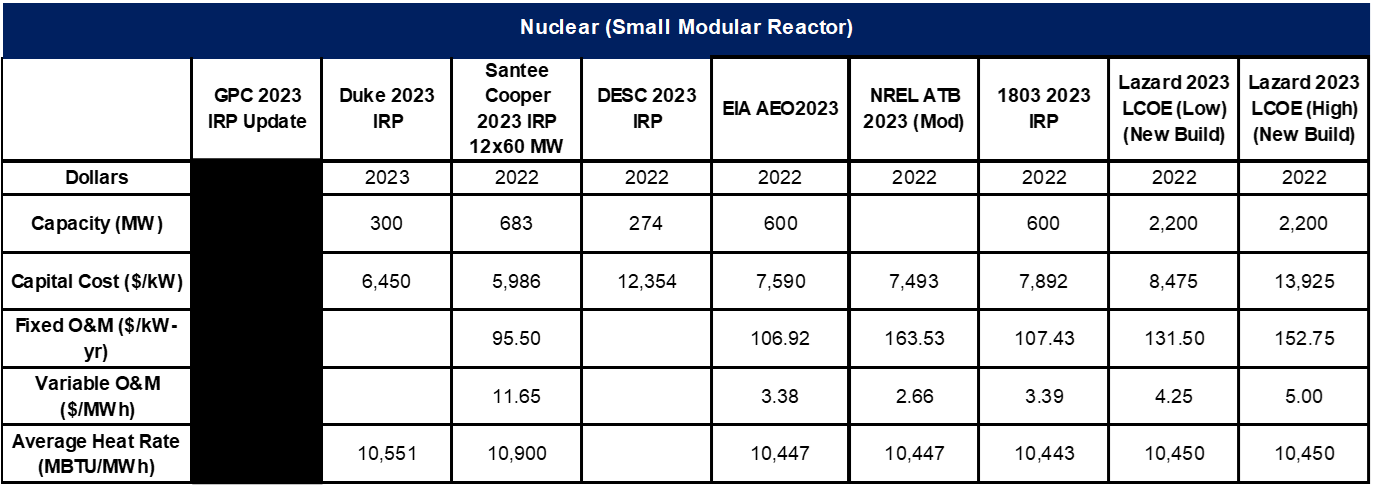 Nuclear (Small Modular Reactor)
GPC 2023 IRP Update Duke 2023 IRP Santee Cooper 2023 IRP 12x60 MW DESC 2023 IRP EIA AEO2023 NREL ATB 2023 (Mod) 1803 2023 IRP Lazard 2023 LCOE (Low) (New Build) Lazard 2023 LCOE (High) (New Build)
Dollars 2023 2022 2022 2022 2022 2022 2022 2022
Capacity (MW) 300 683 274 600 600 2,200 2,200
Capital Cost ($/kW) 6,450 5,986 12,354 7,590 7,493 7,892 8,475 13,925
Fixed O&M ($/kW-yr) 95.50 106.92 163.53 107.43 131.50 152.75
Variable O&M ($/MWh) 11.65 3.38 2.66 3.39 4.25 5.00
Average Heat Rate (MBTU/MWh) 10,551 10,900 10,447 10,447 10,443 10,450 10,450